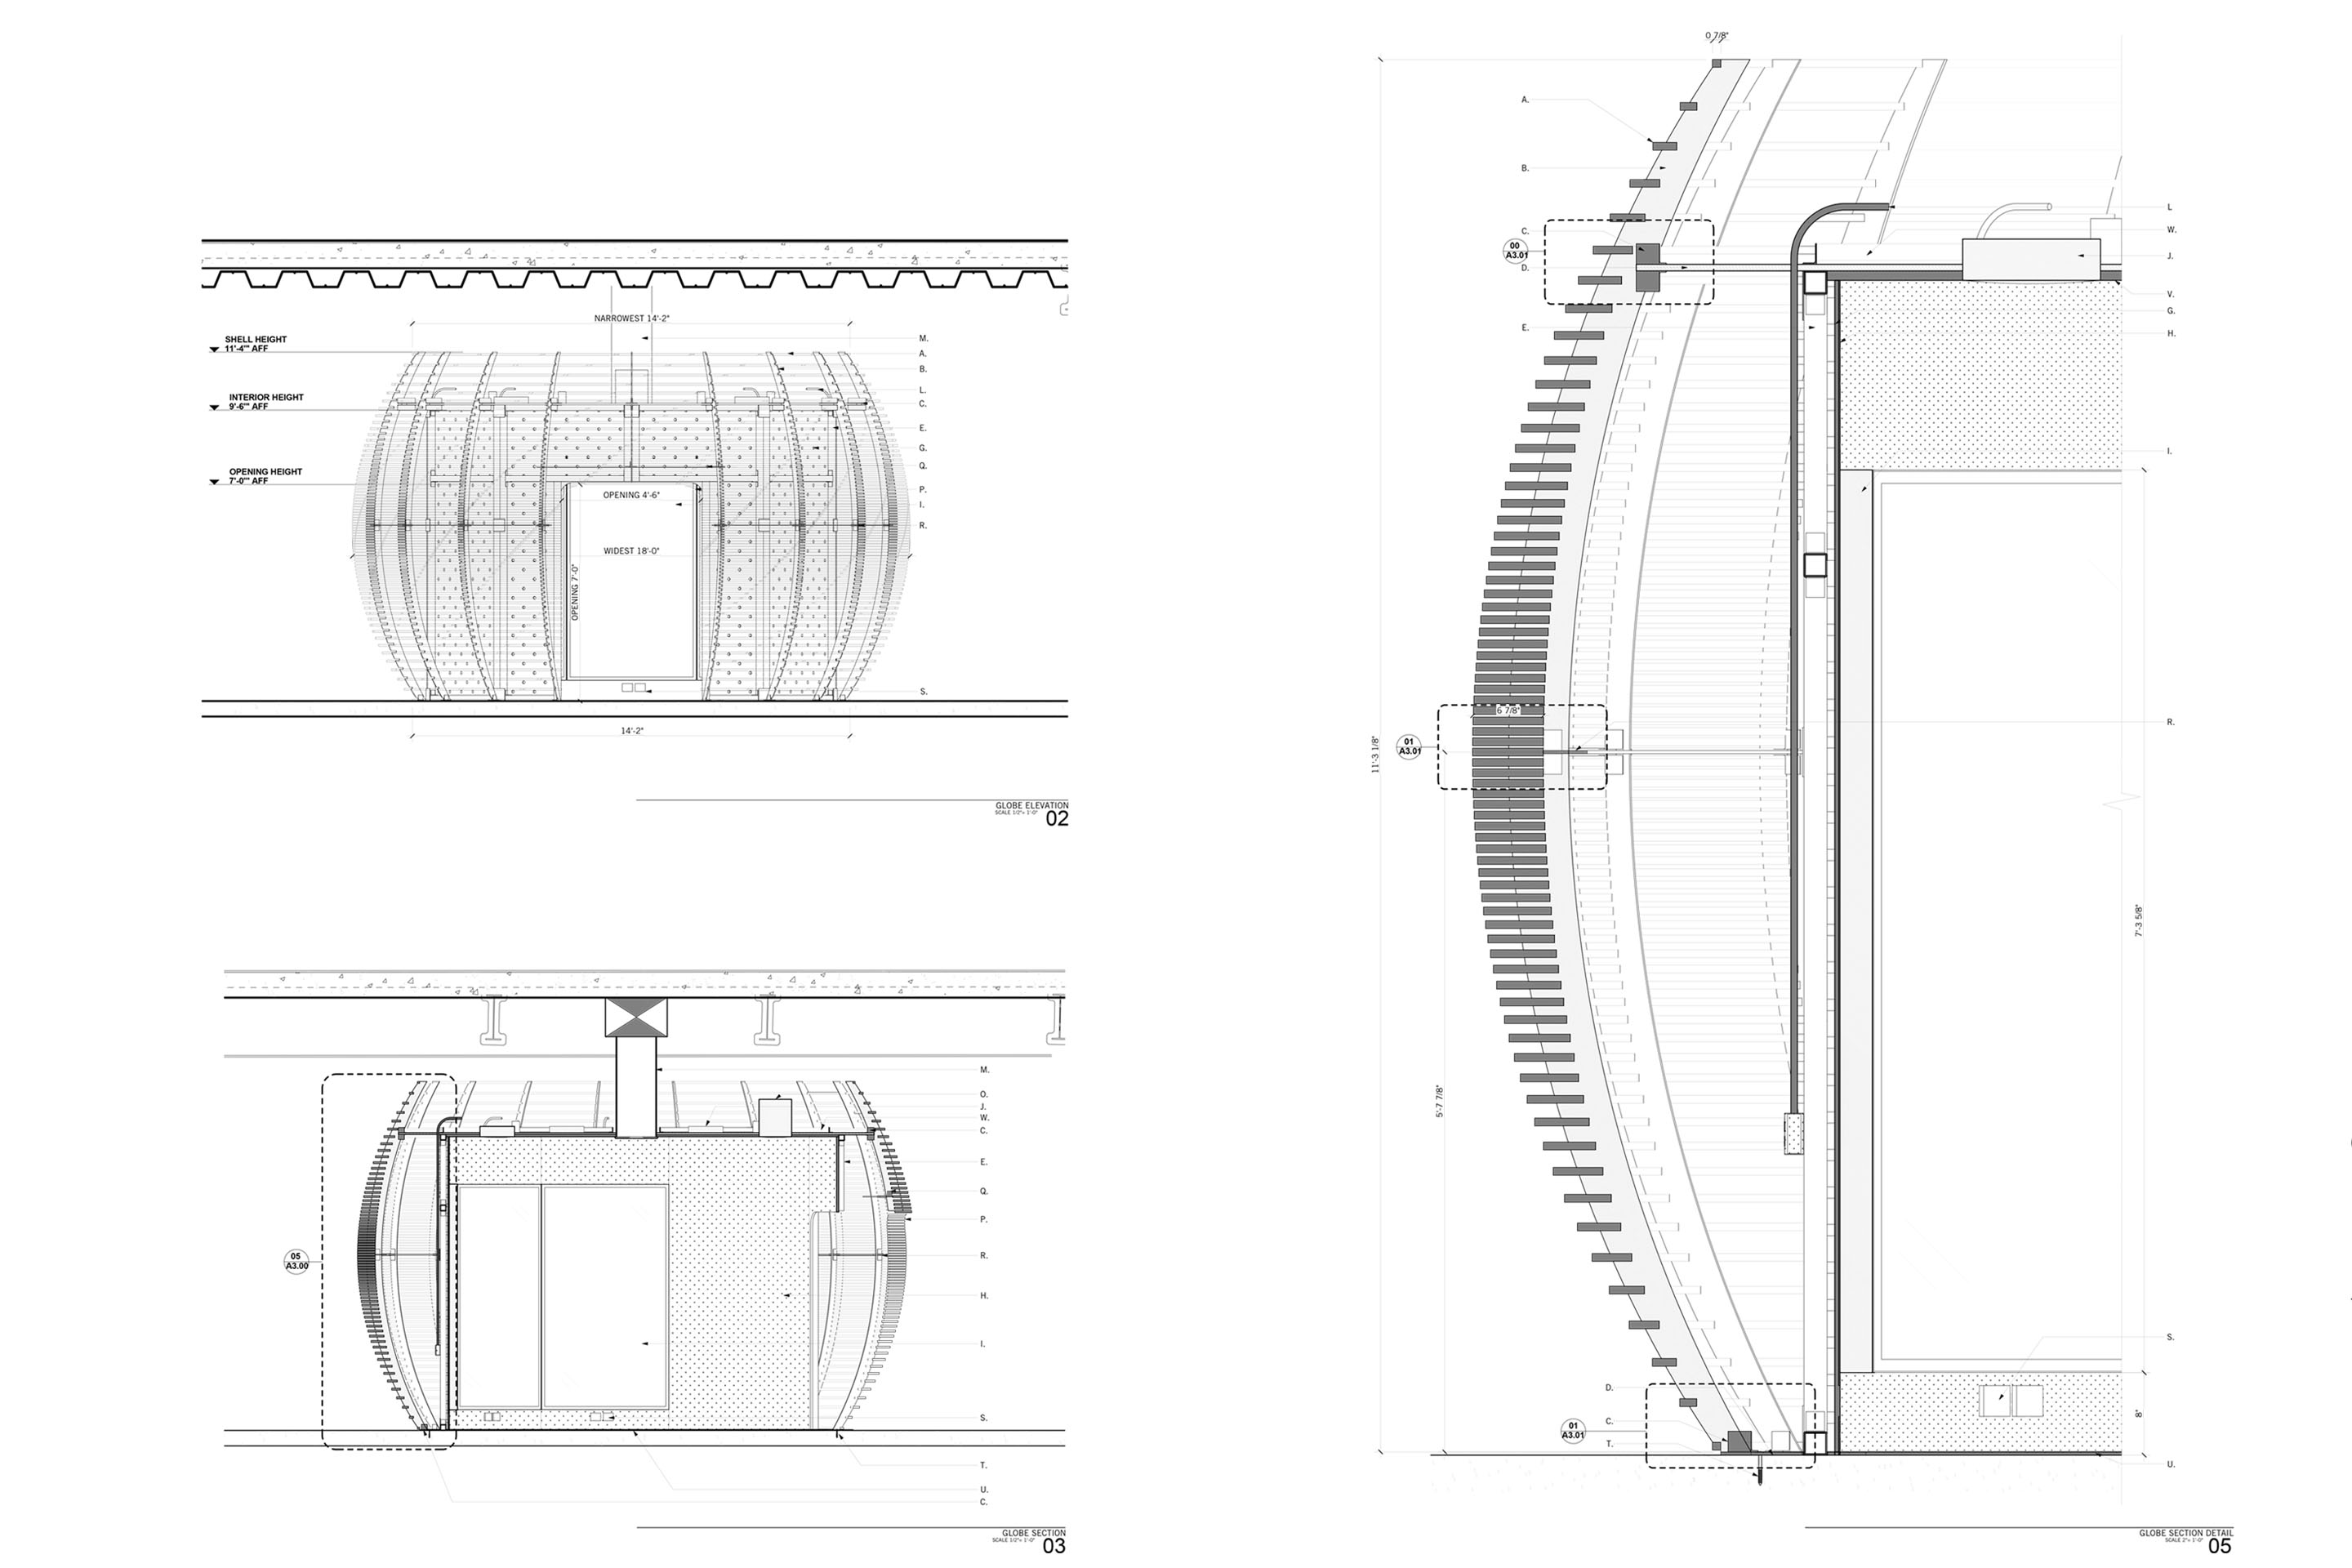 NARROWEST 14'-2"
SHELL HEIGHT
11'-4"" AFF
INTERIOR HEIGHT
9'-6"" AFF
OPENING HEIGHT
7'-0"" AFF
M.
A.
B.
L.
C.
E.
G.
Q.
P.
I.
R.
S.
OPENING 4'-6"
WIDEST 18'-0"
OPENING 7'-0"
14'-2"
GLOBE ELEVATION
SCALE 1/2"= 1'-0"
02
05
A3.00
M.
O.
J.
W.
C.
E.
Q.
P.
R.
H.
I.
S.
T.
U.
C.
GLOBE SECTION
SCALE 1/2"= 1'-0"
03
0 7/8"
A.
B.
C.
00
A3.01
D.
E.
L
W.
J.
V.
G.
H.
I.
6 7/8"
01
A3.01
R.
11'-3 1/8"
7'-3 5/8"
5'-7 7/8"
S.
D.
C.
01
A3.01
T.
8"
U.
GLOBE SECTION DETAIL
SCALE 2"= 1'-0"
05